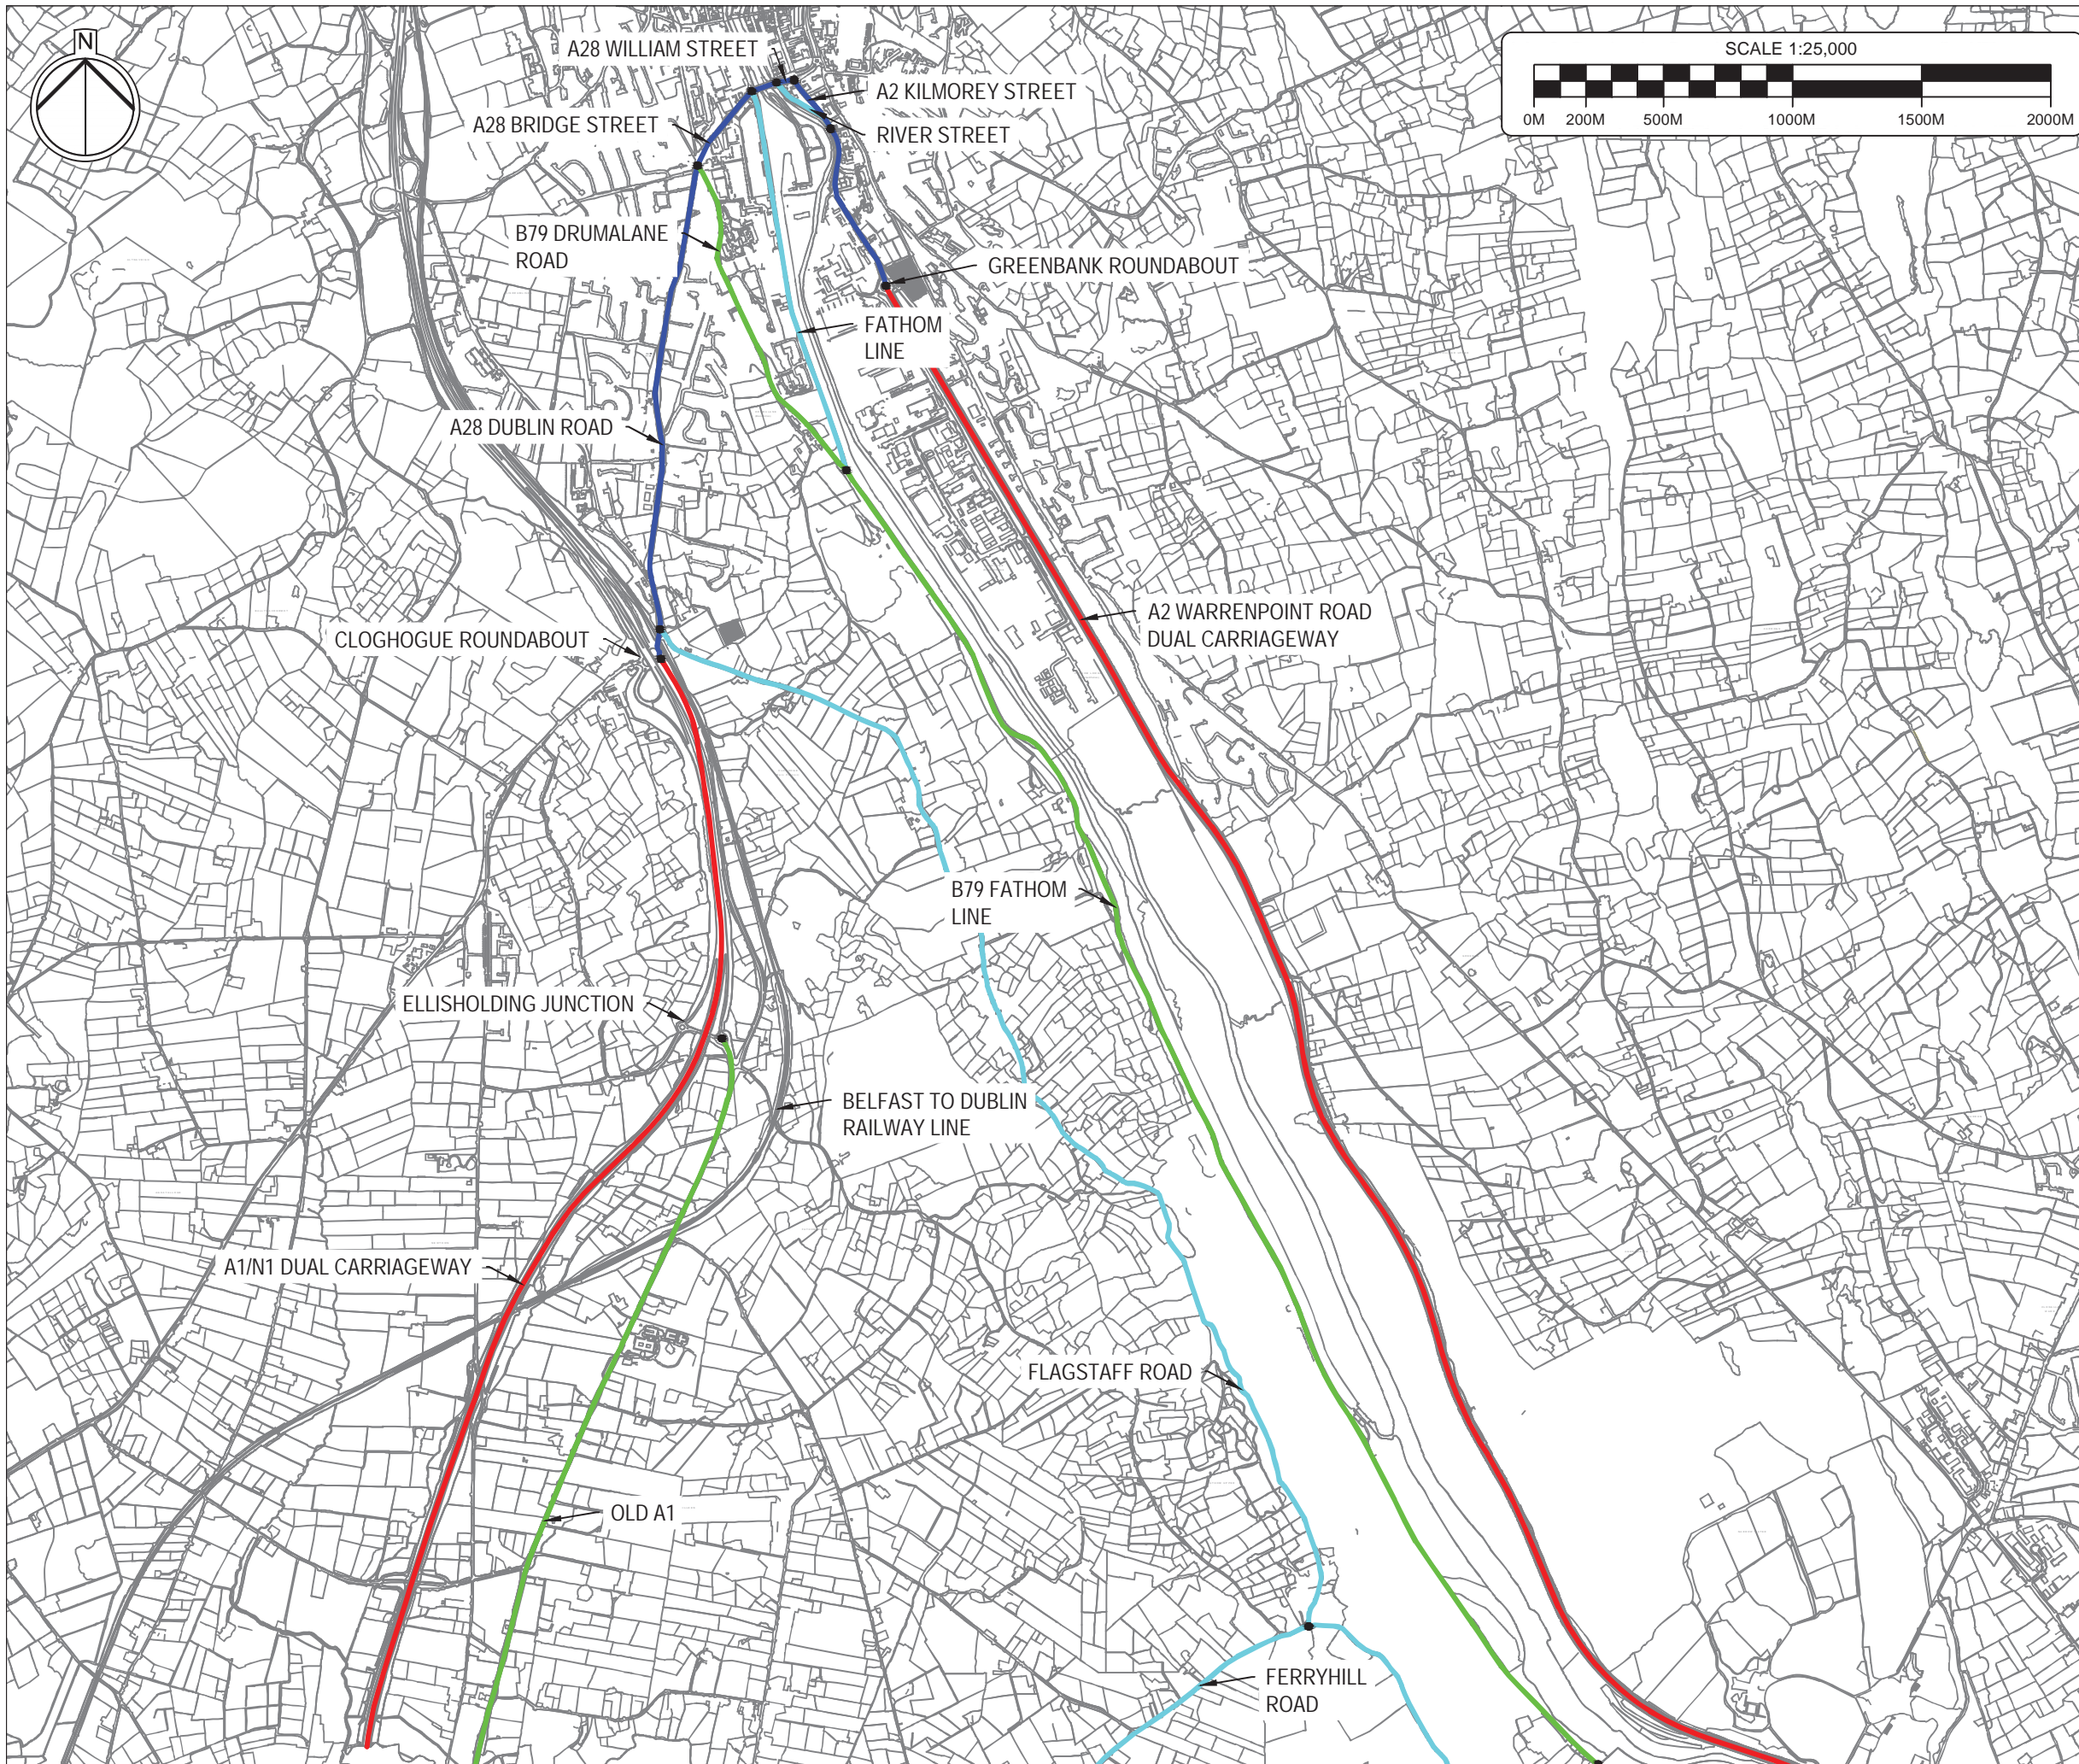 N
SCALE 1:25,000
0M 200M 500M 1000M 1500M 2000M
A28 WILLIAM STREET
A2 KILMOREY STREET
A28 BRIDGE STREET
RIVER STREET
B79 DRUMALANE
ROAD
GREENBANK ROUNDABOUT
FATHOM
LINE
A28 DUBLIN ROAD
A2 WARRENPOINT ROAD
DUAL CARRIAGEWAY
CLOGHOGUE ROUNDABOUT
B79 FATHOM
LINE
ELLISHOLDING JUNCTION
BELFAST TO DUBLIN
RAILWAY LINE
A1/N1 DUAL CARRIAGEWAY
FLAGSTAFF ROAD
OLD A1
FERRYHILL
ROAD